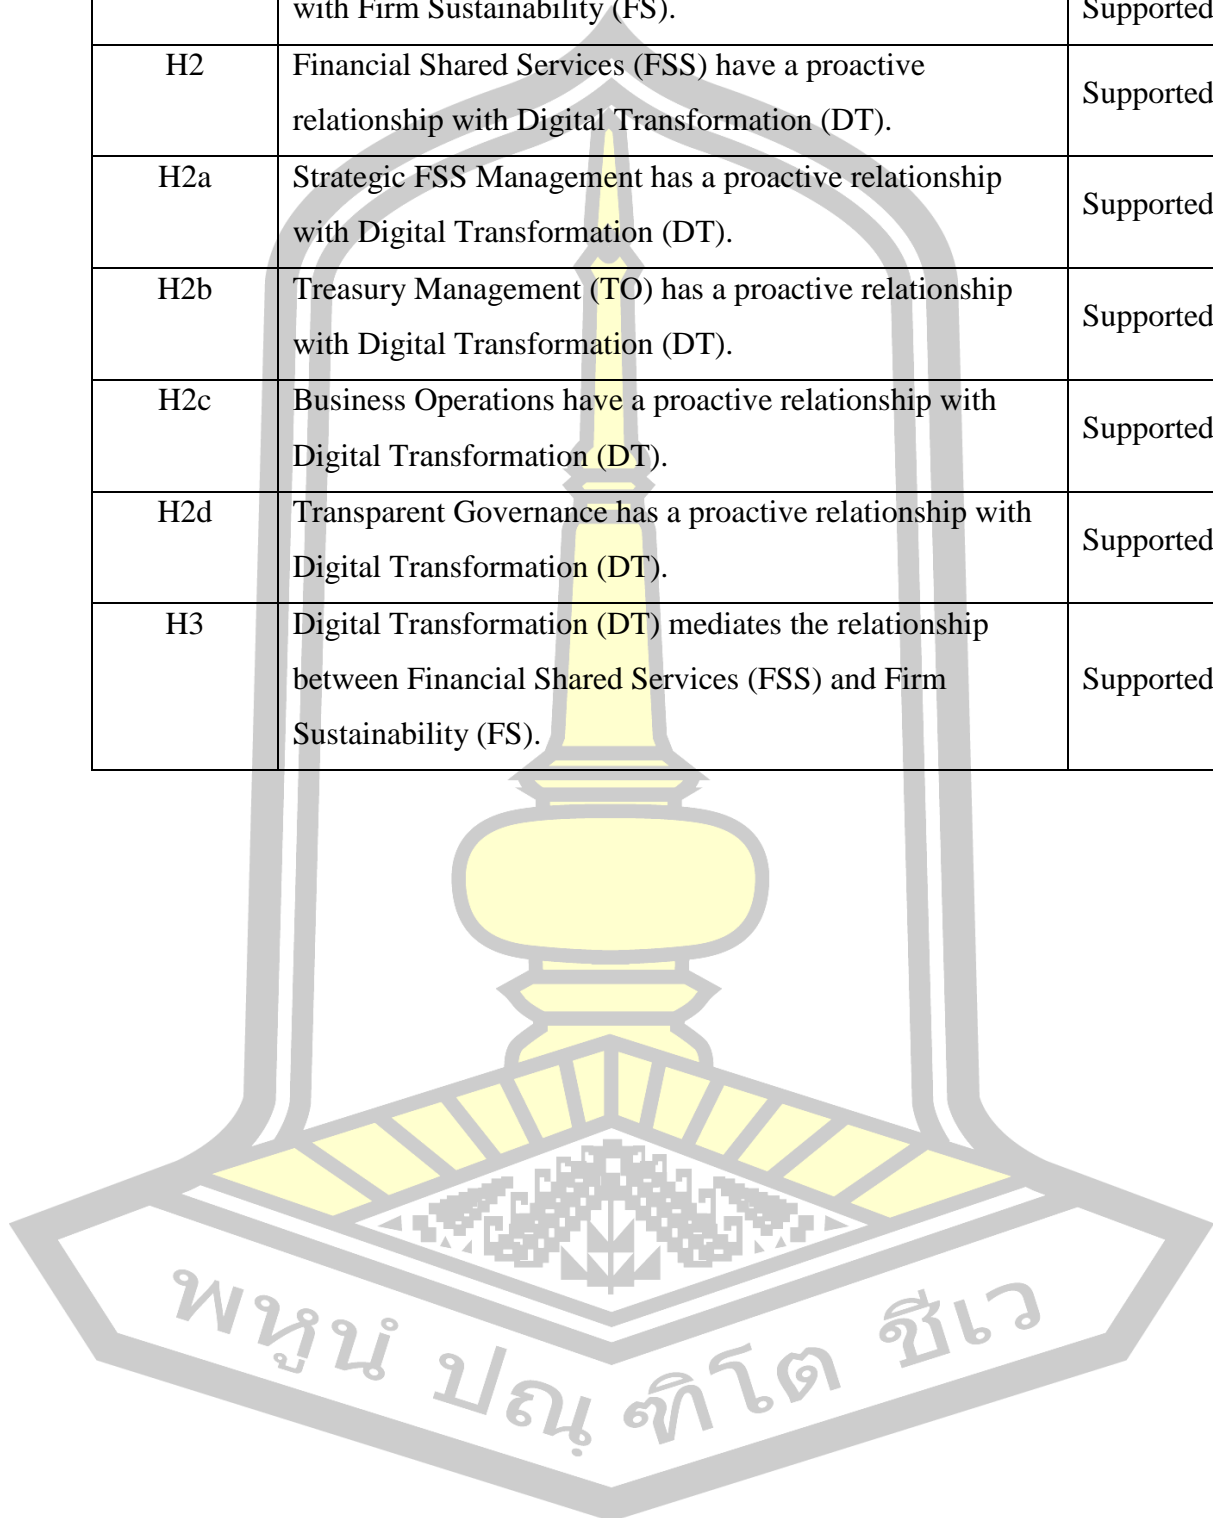 with Firm Sustainability (FS).
Supported
H2
Financial Shared Services (FSS) have a proactive
relationship with Digital Transformation (DT).
Supported
H2a
Strategic FSS Management has a proactive relationship
with Digital Transformation (DT).
Supported
H2b
Treasury Management (TO) has a proactive relationship
with Digital Transformation (DT).
Supported
H2c
Business Operations have a proactive relationship with
Digital Transformation (DT).
Supported
H2d
Transparent Governance has a proactive relationship with
Digital Transformation (DT).
Supported
H3
Digital Transformation (DT) mediates the relationship
between Financial Shared Services (FSS) and Firm
Sustainability (FS).
Supported
พหูนํ ปณฺฑิโต ชีเว